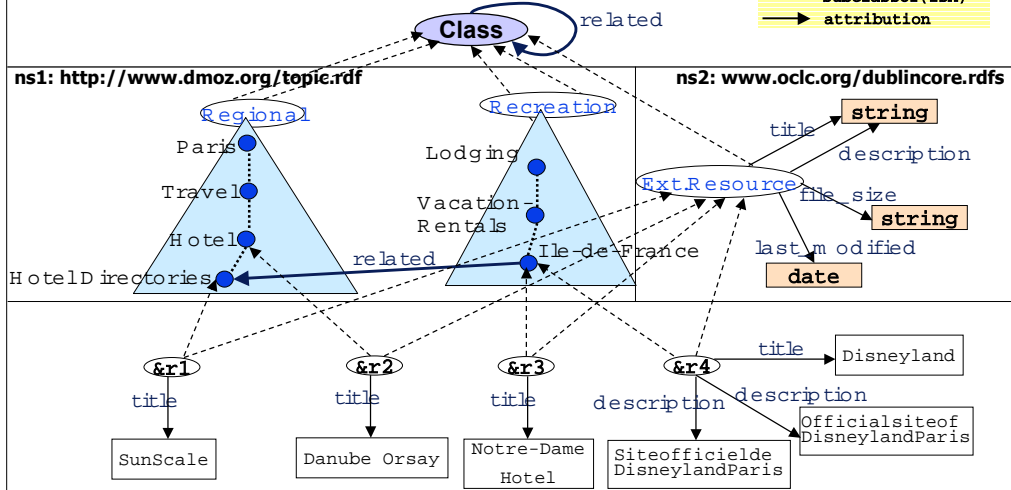 related
Class
attribution
ns1: http://www.dmoz.org/topic.rdf
ns2: www.oclc.org/dublincore.rdfs
Regional
Recreation
string
title
description
Paris
Lodging
Ext.Resource
Travel
file_size
Vacation-
Rentals
string
Hotel
Ile-de-France
last_modified
related
HotelDirectories
date
&r1
&r2
&r3
&r4
title
Disneyland
title
title
title
description
description
Officialsiteof
DisneylandParis
SunScale
Danube Orsay
Notre-Dame
Hotel
Siteofficielde
DisneylandParis